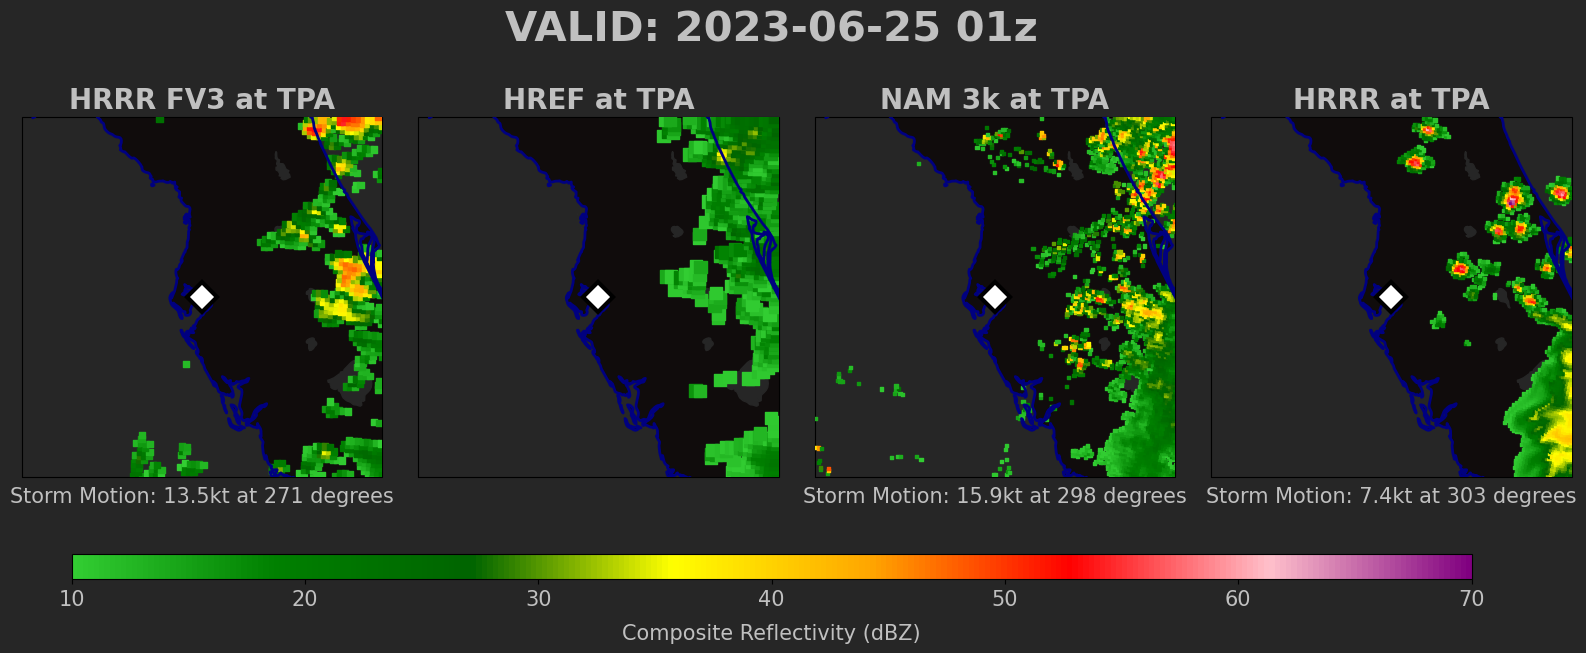 VALID: 2023-06-25 01z
HRRR FV3 at TPA
HREF at TPA
NAM 3k at TPA
HRRR at TPA
Storm Motion: 13.5kt at 271 degrees
Storm Motion: 15.9kt at 298 degrees
Storm Motion: 7.4kt at 303 degrees
10 20 30 40 50 60 70
Composite Reflectivity (dBZ)